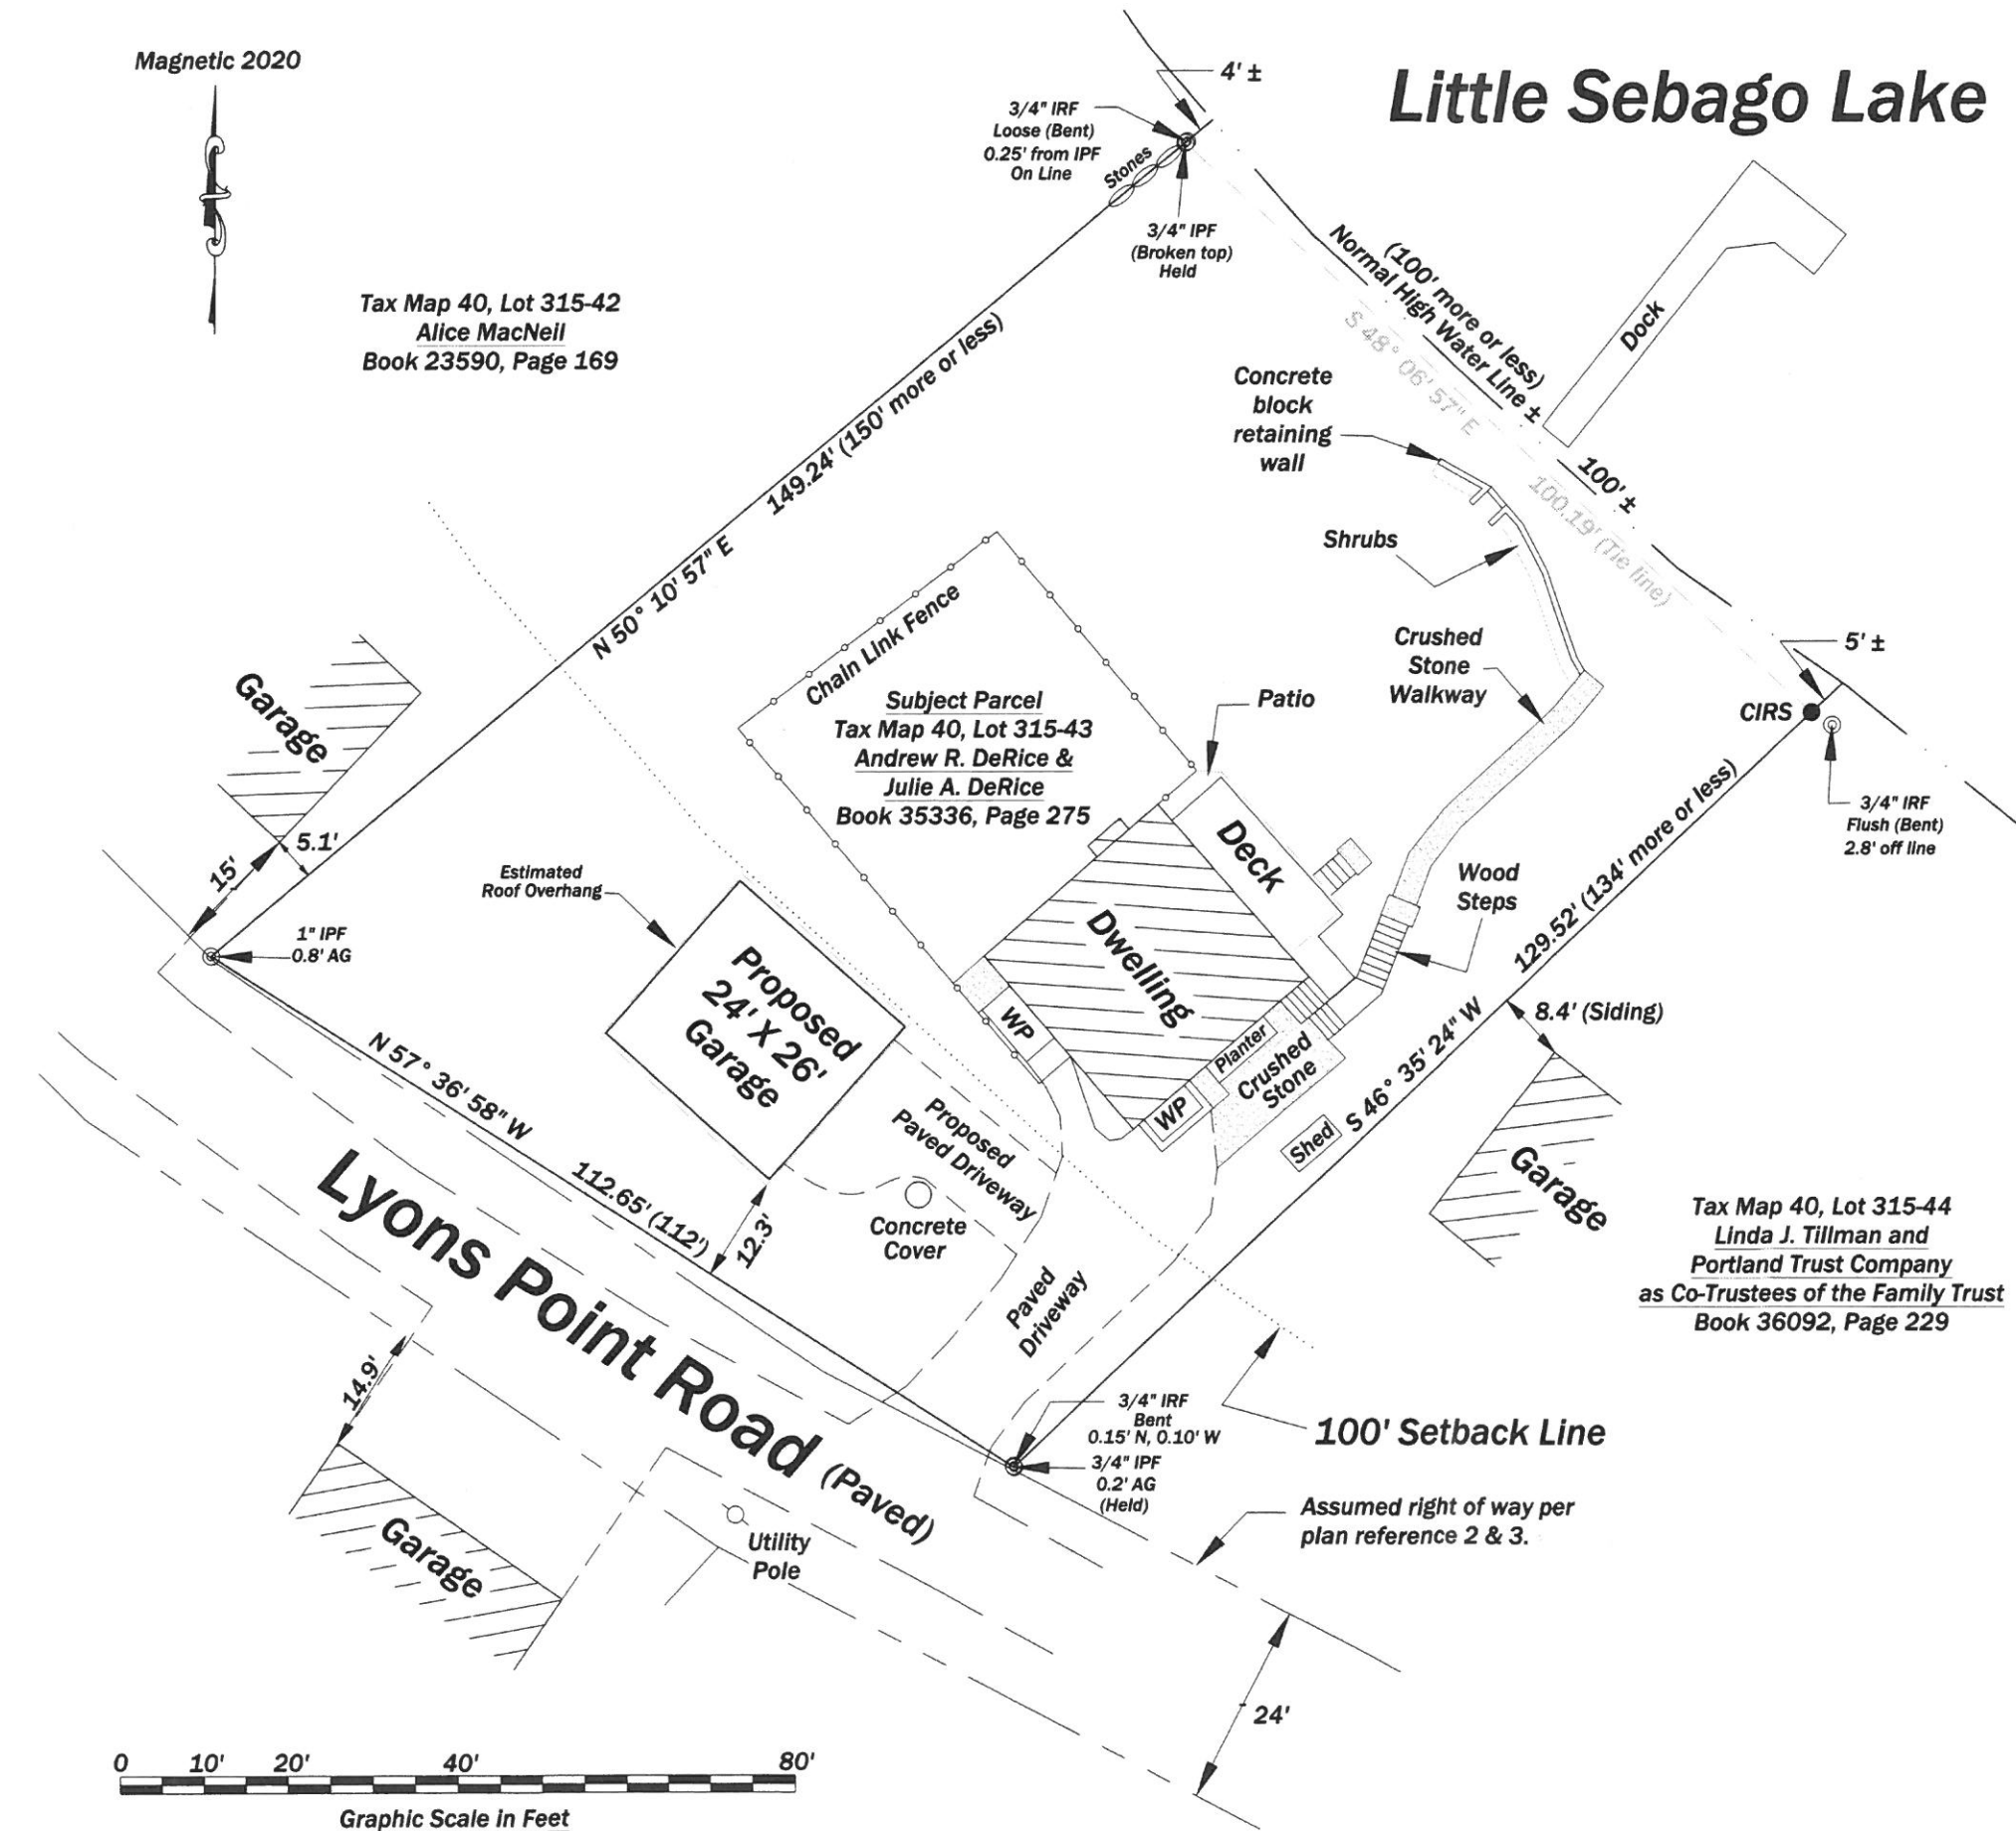 Magnetic 2020
Little Sebago Lake
4' ±
3/4" IRF
Loose (Bent)
0.25' from IPF
On Line
Stones
3/4" IPF
(Broken top)
Held
(100' more or less)
Normal High Water Line ±
S 48° 06' 57" E
100.19' (Tie line)
100' ±
Dock
Tax Map 40, Lot 315-42
Alice MacNeil
Book 23590, Page 169
149.24' (150' more or less)
N 50° 10' 57" E
Concrete
block
retaining
wall
Shrubs
Crushed
Stone
Walkway
5' ±
CIRS
3/4" IRF
Flush (Bent)
2.8' off line
Garage
Chain Link Fence
Subject Parcel
Tax Map 40, Lot 315-43
Andrew R. DeRice &
Julie A. DeRice
Book 35336, Page 275
Patio
Deck
Dwelling
Wood
Steps
129.52' (134' more or less)
S 46° 35' 24" W
8.4' (Siding)
15'
5.1'
1" IPF
0.8' AG
Estimated
Roof Overhang
Proposed
24' X 26'
Garage
WP
Planter
Crushed
Stone
WP
Shed
Garage
Proposed
Paved Driveway
N 57° 36' 58" W
112.65' (112')
12.3'
Concrete
Cover
Paved
Driveway
Tax Map 40, Lot 315-44
Linda J. Tillman and
Portland Trust Company
as Co-Trustees of the Family Trust
Book 36092, Page 229
Lyons Point Road (Paved)
14.9'
Garage
Utility
Pole
3/4" IRF
Bent
0.15' N, 0.10' W
3/4" IPF
0.2' AG
(Held)
100' Setback Line
Assumed right of way per
plan reference 2 & 3.
24'
0 10' 20' 40' 80'
Graphic Scale in Feet